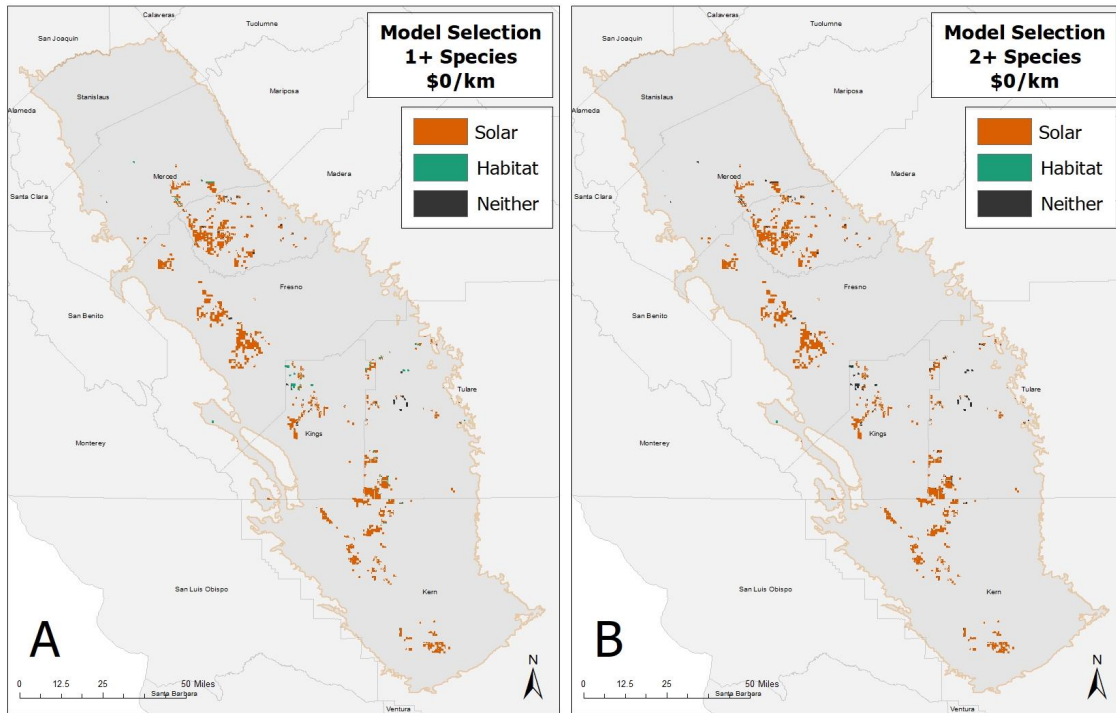 Calaveras
Tuolumne
San Joaquin
Model Selection
1+ Species
$0/km
Mariposa
Stanislaus
Alameda
Solar
Habitat
Neither
Merced
Madera
Santa Clara
Fresno
San Benito
Tulare
Monterey
Kings
San Luis Obispo
Kern
A
N
0 12.5 25 50 Miles
Santa Barbara
Ventura
Calaveras
Tuolumne
San Joaquin
Model Selection
2+ Species
$0/km
Mariposa
Stanislaus
Alameda
Solar
Habitat
Neither
Merced
Madera
Santa Clara
Fresno
San Benito
Tulare
Monterey
Kings
San Luis Obispo
Kern
B
N
0 12.5 25 50 Miles
Santa Barbara
Ventura